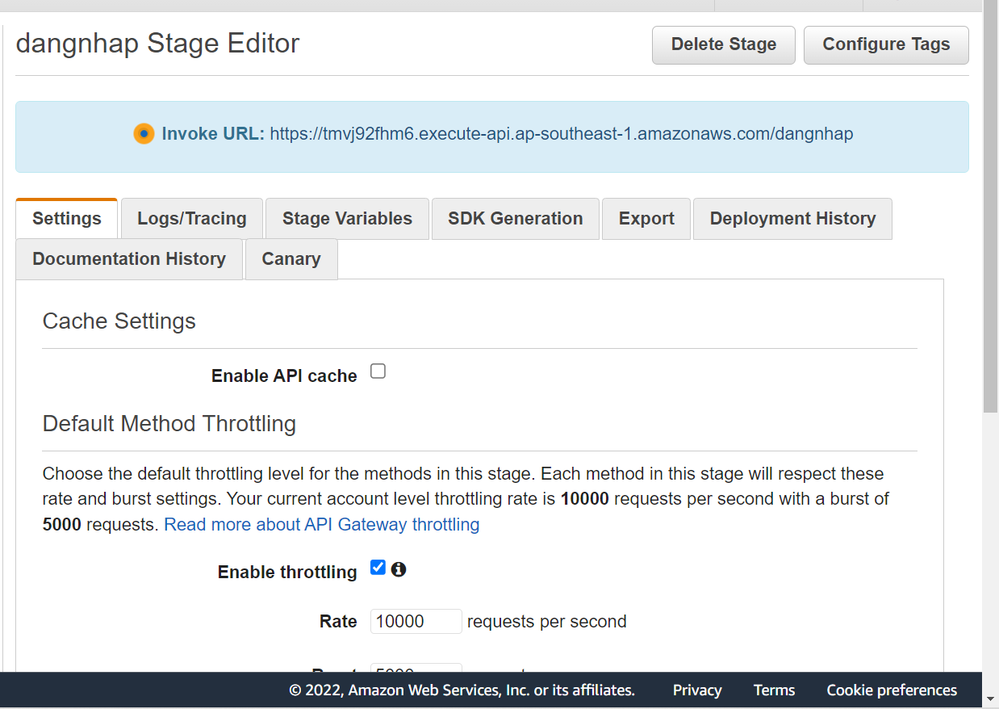 dangnhap Stage Editor
Delete Stage
Configure Tags
Invoke URL: https://tmvj92fhm6.execute-api.ap-southeast-1.amazonaws.com/dangnhap
Settings
Logs/Tracing
Stage Variables
SDK Generation
Export
Deployment History
Documentation History
Canary
Cache Settings
Enable API cache
Default Method Throttling
Choose the default throttling level for the methods in this stage. Each method in this stage will respect these
rate and burst settings. Your current account level throttling rate is 10000 requests per second with a burst of
5000 requests. Read more about API Gateway throttling
Enable throttling
Rate 10000 requests per second
© 2022, Amazon Web Services, Inc. or its affiliates. Privacy Terms Cookie preferences